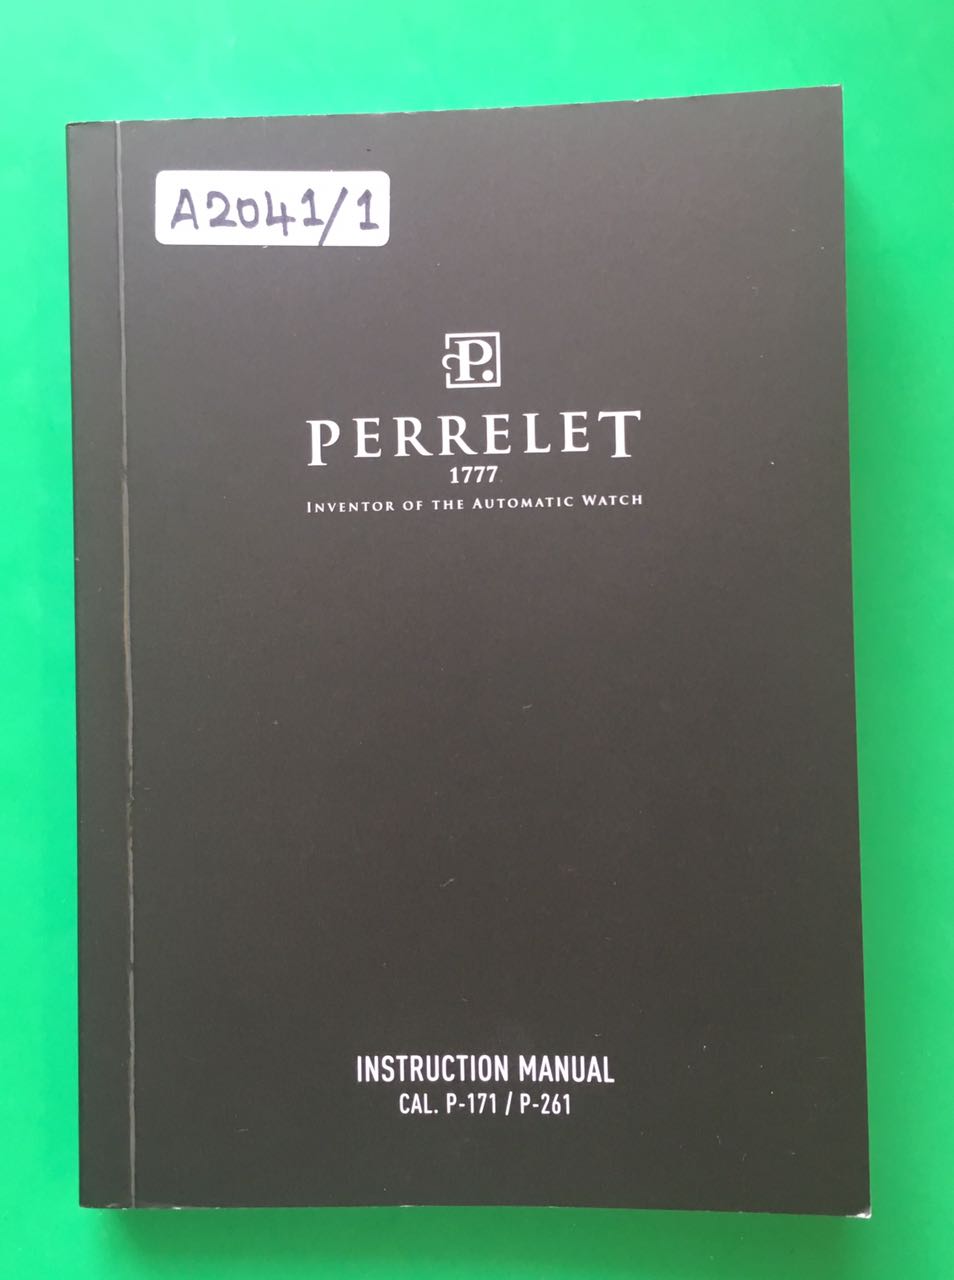 A2041/1
P.
PERRELET
1777
INVENTOR OF THE AUTOMATIC WATCH
INSTRUCTION MANUAL
CAL. P-171 / P-261